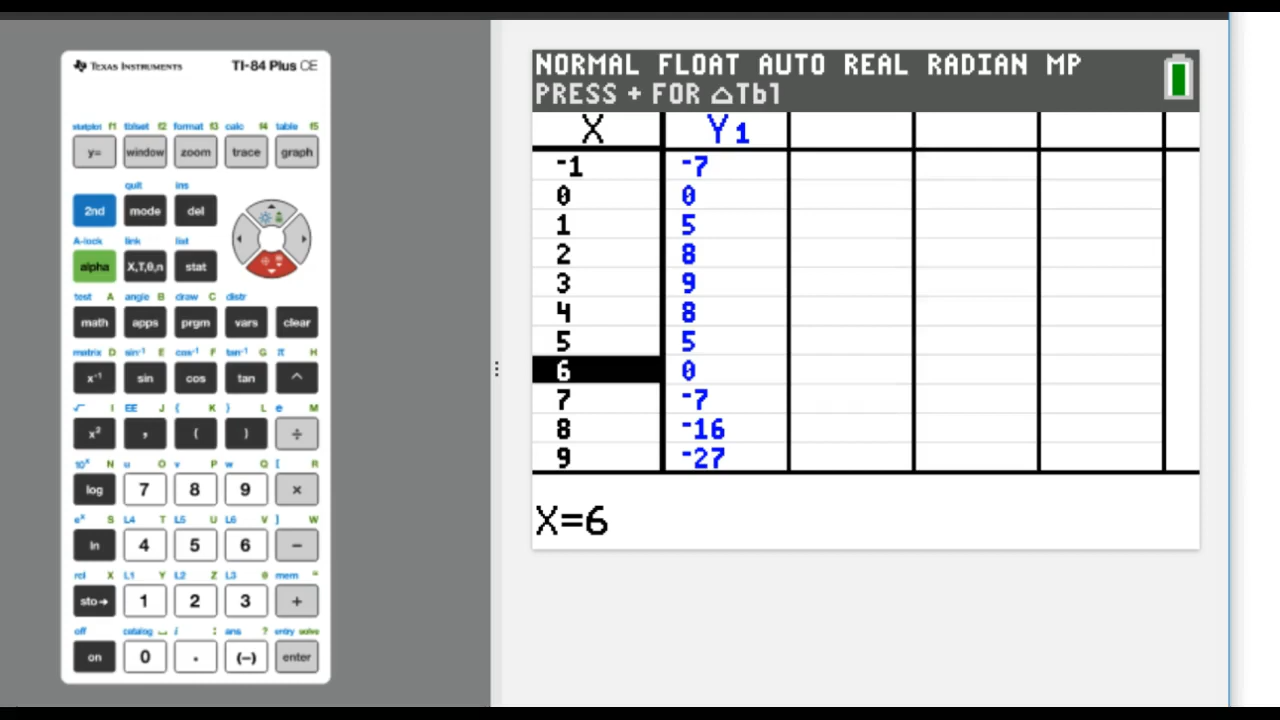 TEXAS INSTRUMENTS TI-84 Plus CE
NORMAL FLOAT AUTO REAL RADIAN MP
PRESS + FOR △Tbl
X Y1
-1 -7
0 0
1 5
2 8
3 9
4 8
5 5
6 0
7 -7
8 -16
9 -27
X=6
statplot f1 tblset f2 format f3 calc f4 table f5
y= window zoom trace graph
quit ins
2nd mode del
A-lock link list
alpha X,T,θ,n stat
test A angle B draw C distr
math apps prgm vars clear
matrix D sin⁻¹ E cos⁻¹ F tan⁻¹ G π H
x⁻¹ sin cos tan ^
√ I EE J { K } L e M
x² , ( ) ÷
10ˣ N u O v P w Q [ R
log 7 8 9 ×
eˣ S L4 T L5 U L6 V ] W
ln 4 5 6 −
rcl X L1 Y L2 Z L3 θ mem "
sto→ 1 2 3 +
off catalog ⎵ i : ans ? entry solve
on 0 . (−) enter